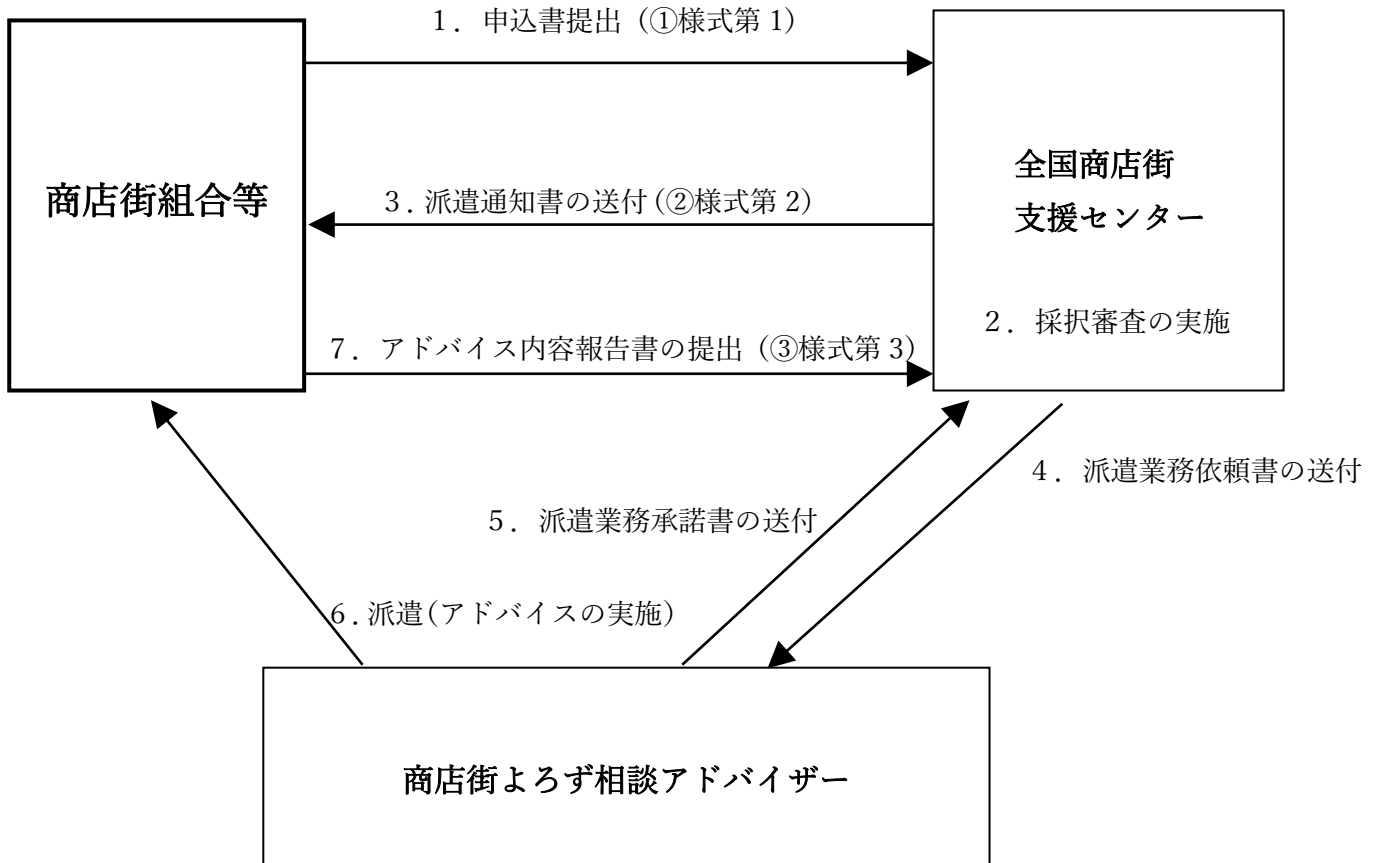 1．申込書提出（①様式第1）
商店街組合等
全国商店街
支援センター
3．派遣通知書の送付（②様式第2）
2．採択審査の実施
7．アドバイス内容報告書の提出（③様式第3）
4．派遣業務依頼書の送付
5．派遣業務承諾書の送付
6．派遣（アドバイスの実施）
商店街よろず相談アドバイザー